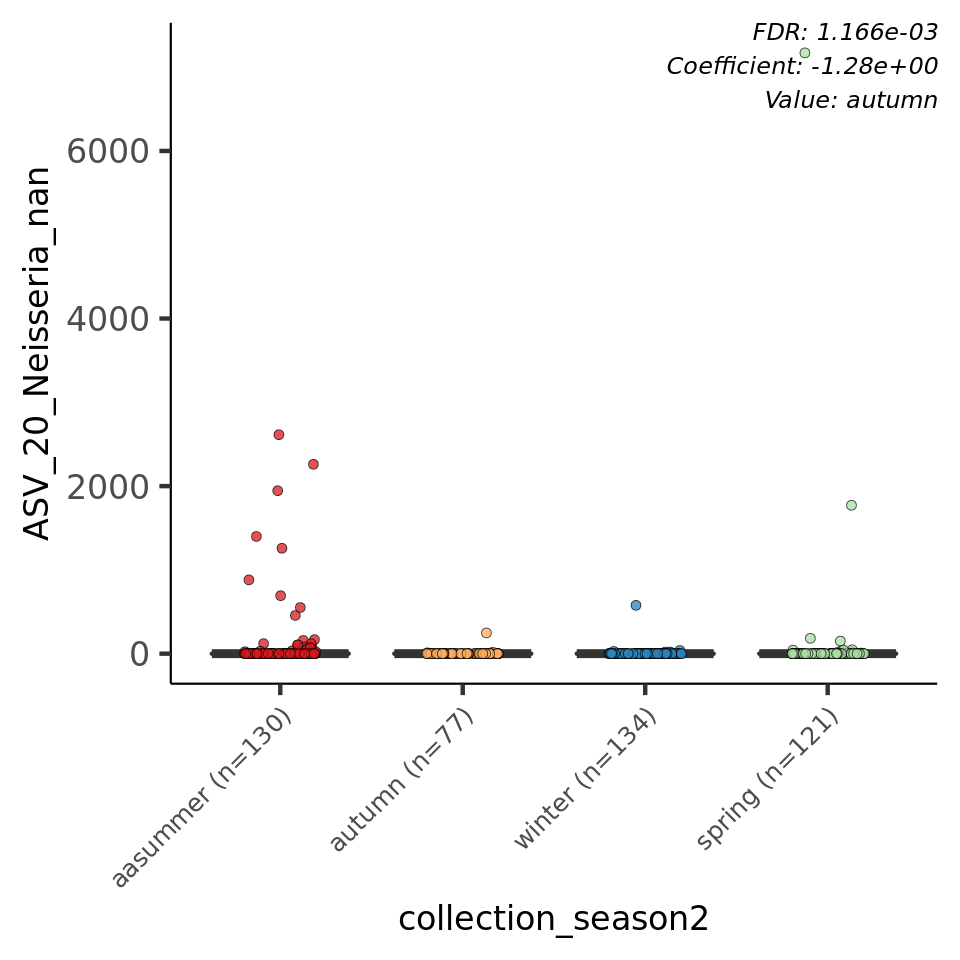 FDR: 1.166e-03
Coefficient: -1.28e+00
Value: autumn
6000
4000
2000
0
ASV_20_Neisseria_nan
aasummer (n=130)
autumn (n=77)
winter (n=134)
spring (n=121)
collection_season2